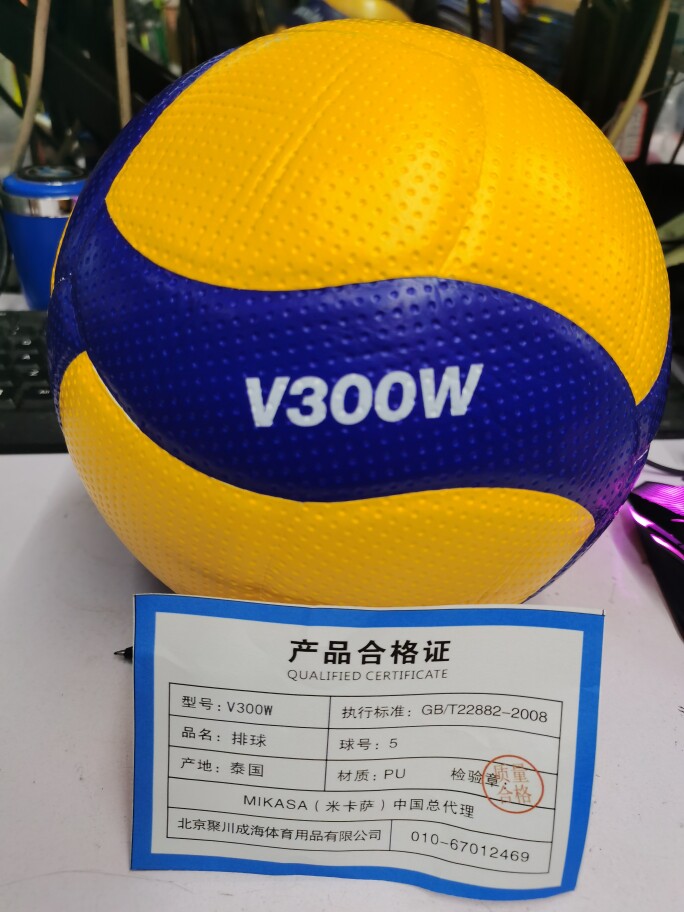 V300W
产品合格证
QUALIFIED CERTIFICATE
型号：V300W
执行标准：GB/T22882-2008
品名：排球
球号：5
产地：泰国
材质：PU
检验章：
质量
合格
MIKASA（米卡萨）中国总代理
北京聚川成海体育用品有限公司
010-67012469